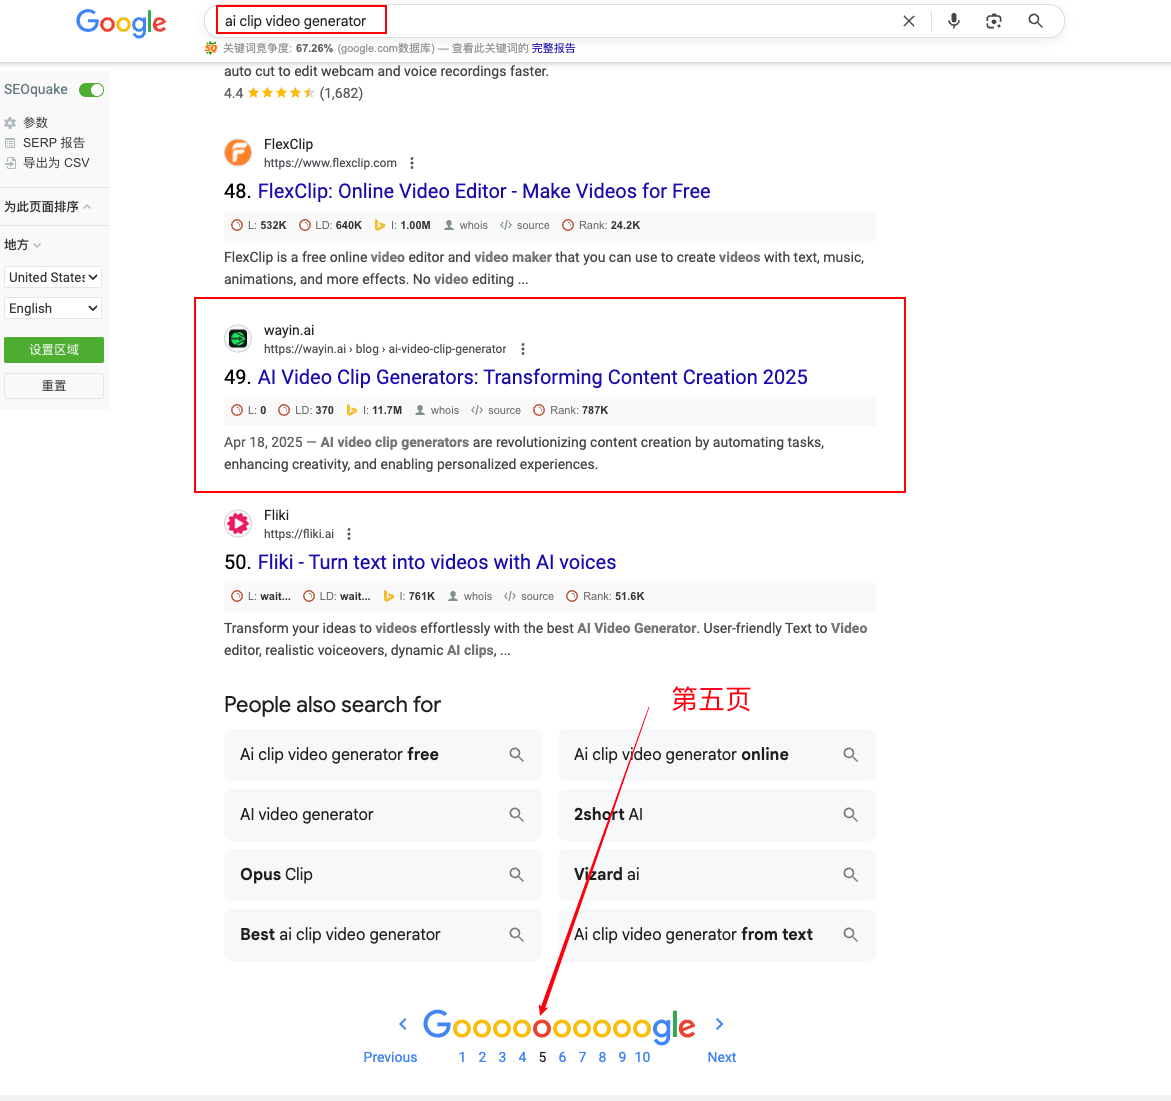 Google
ai clip video generator
关键词竞争度: 67.26% (google.com数据库) — 查看此关键词的 完整报告
SEOquake
参数
SERP 报告
导出为 CSV
为此页面排序
地方
United States
English
设置区域
重置
auto cut to edit webcam and voice recordings faster.
4.4 (1,682)
FlexClip
https://www.flexclip.com
48. FlexClip: Online Video Editor - Make Videos for Free
L: 532K LD: 640K I: 1.00M whois source Rank: 24.2K
FlexClip is a free online video editor and video maker that you can use to create videos with text, music,
animations, and more effects. No video editing ...
wayin.ai
https://wayin.ai › blog › ai-video-clip-generator
49. AI Video Clip Generators: Transforming Content Creation 2025
L: 0 LD: 370 I: 11.7M whois source Rank: 787K
Apr 18, 2025 — AI video clip generators are revolutionizing content creation by automating tasks,
enhancing creativity, and enabling personalized experiences.
Fliki
https://fliki.ai
50. Fliki - Turn text into videos with AI voices
L: wait... LD: wait... I: 761K whois source Rank: 51.6K
Transform your ideas to videos effortlessly with the best AI Video Generator. User-friendly Text to Video
editor, realistic voiceovers, dynamic AI clips, ...
第五页
People also search for
Ai clip video generator free
Ai clip video generator online
AI video generator
2short AI
Opus Clip
Vizard ai
Best ai clip video generator
Ai clip video generator from text
Goooooooooogle
Previous 1 2 3 4 5 6 7 8 9 10 Next